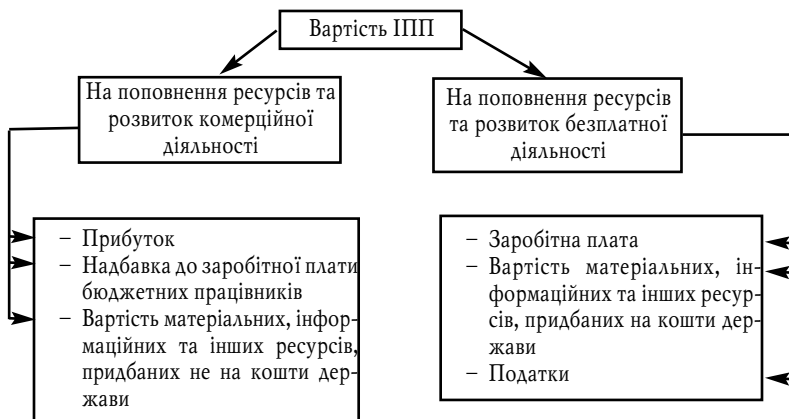 Вартість ІПП
На поповнення ресурсів та
розвиток комерційної
діяльності
На поповнення ресурсів
та розвиток безплатної
діяльності
– Прибуток
– Надбавка до заробітної плати
бюджетних працівників
– Вартість матеріальних, інфор-
маційних та інших ресурсів,
придбаних не на кошти дер-
жави
– Заробітна плата
– Вартість матеріальних, ін-
формаційних та інших ресур-
сів, придбаних на кошти дер-
жави
– Податки